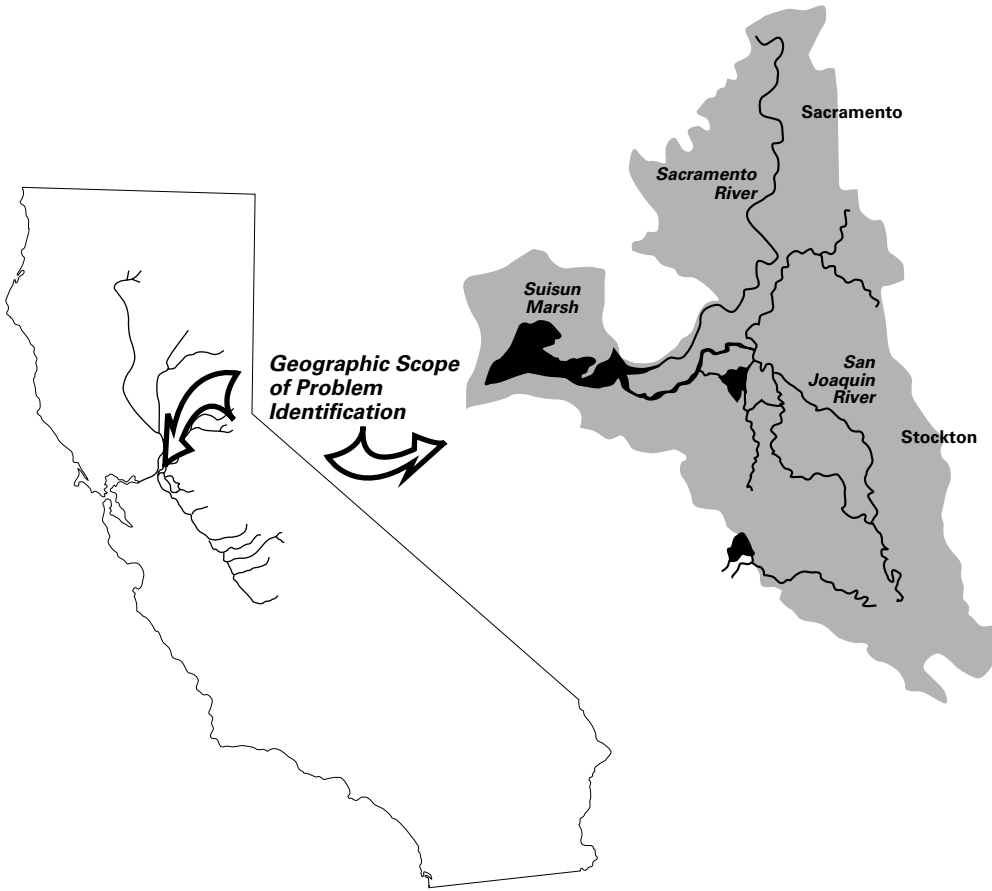 Sacramento
Sacramento
River
Suisun
Marsh
Geographic Scope
of Problem
Identification
San
Joaquin
River
Stockton